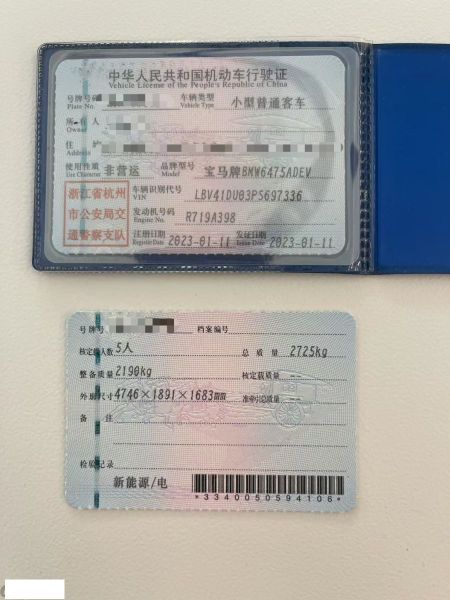 中华人民共和国机动车行驶证
Vehicle License of the People's Republic of China
号牌号码 车辆类型 小型普通客车
Plate No. Vehicle Type
所有人
Owner
住
Address
使用性质 非营运 品牌型号 宝马牌BMW6475ADEV
Use Character Model
浙江省杭州 车辆识别代号 LBV41DU03PS697336
VIN
市公安局交 发动机号码 R719A398
Engine No.
通警察支队 注册日期 2023-01-11 发证日期 2023-01-11
Register Date Issue Date
号牌号 档案编号
核定载人数 5人 总质量 2725kg
整备质量 2190kg 核定载质量 --
外廓尺寸 4746×1891×1683mm 准牵引总质量 --
备注
检验记录
新能源/电 *3340050594106*